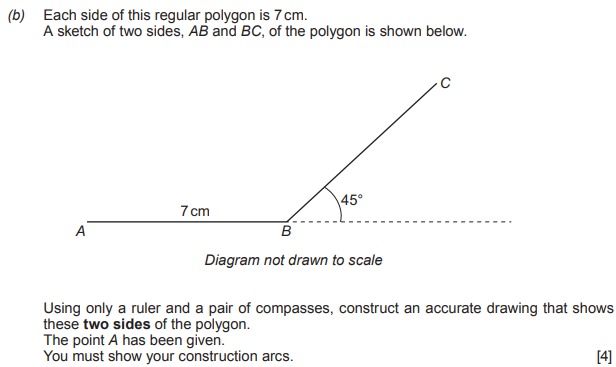 (b) Each side of this regular polygon is 7 cm.
A sketch of two sides, AB and BC, of the polygon is shown below.
C
45°
7 cm
A
B
Diagram not drawn to scale
Using only a ruler and a pair of compasses, construct an accurate drawing that shows
these two sides of the polygon.
The point A has been given.
You must show your construction arcs. [4]